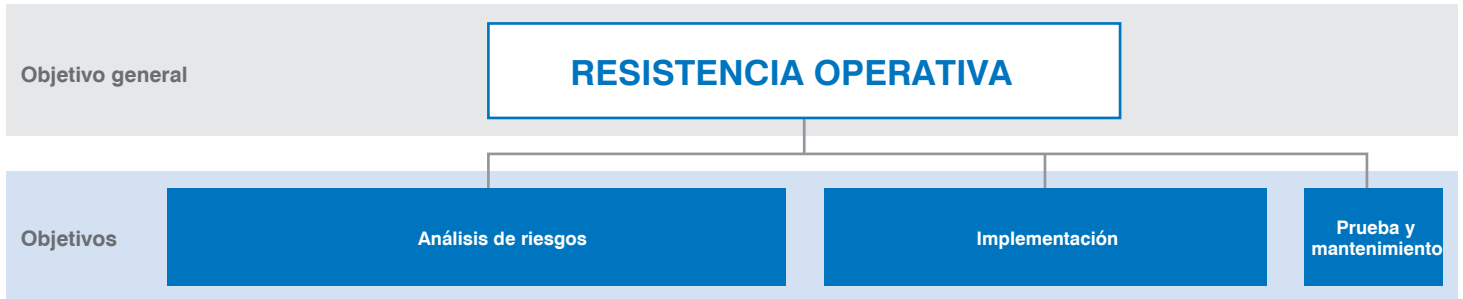 Objetivo general
RESISTENCIA OPERATIVA
Objetivos
Análisis de riesgos
Implementación
Prueba y
mantenimiento